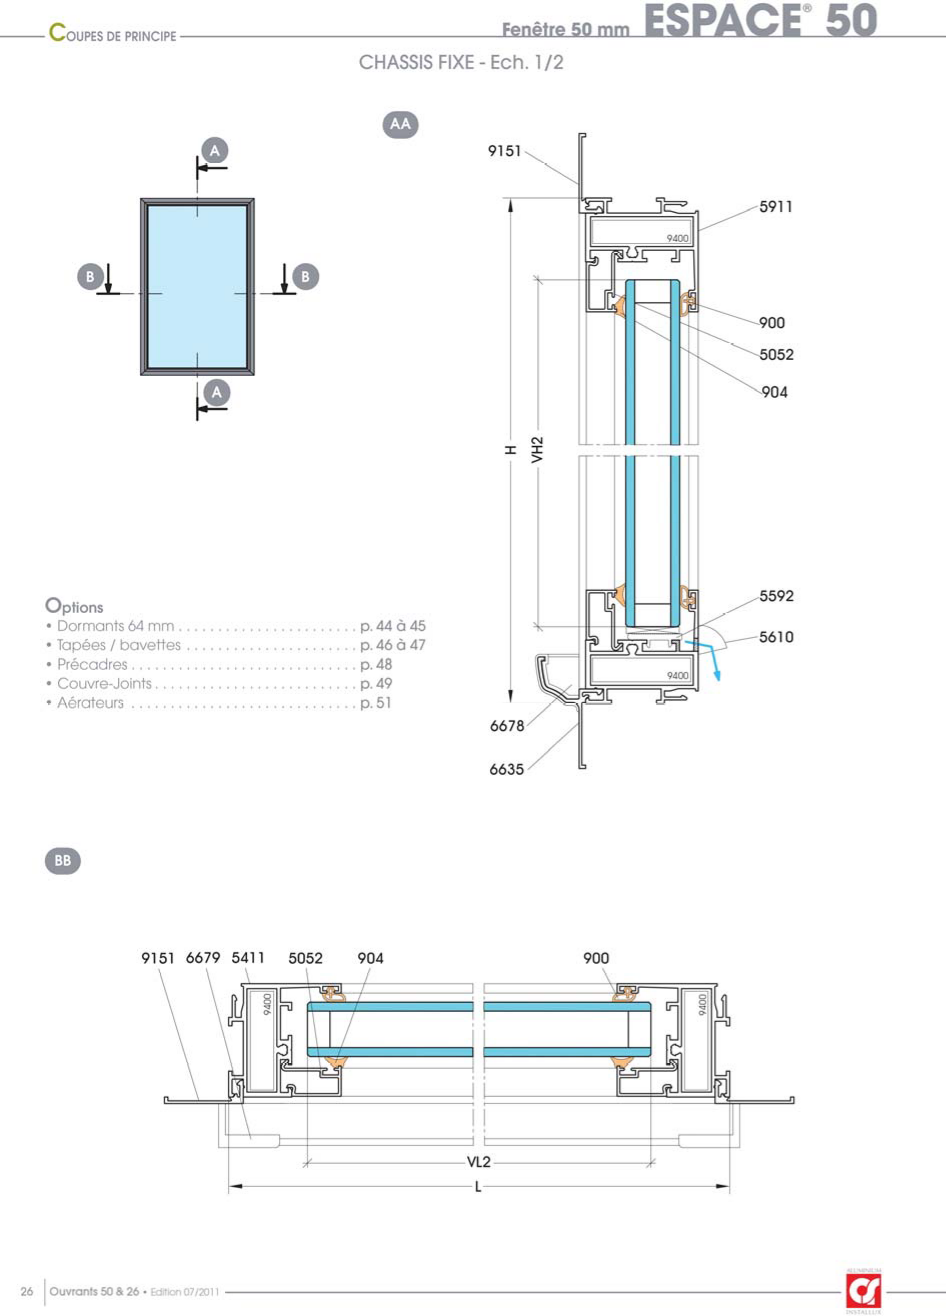 COUPES DE PRINCIPE
Fenêtre 50 mm ESPACE® 50
CHASSIS FIXE - Ech. 1/2
AA
A
B
B
A
9151
5911
9400
900
5052
904
H
VH2
5592
5610
9400
6678
6635
Options
• Dormants 64 mm . . . . . . . . . . . . . . . . . . . . . . . p. 44 à 45
• Tapées / bavettes . . . . . . . . . . . . . . . . . . . . . . p. 46 à 47
• Précadres . . . . . . . . . . . . . . . . . . . . . . . . . . . . . p. 48
• Couvre-Joints . . . . . . . . . . . . . . . . . . . . . . . . . . p. 49
• Aérateurs . . . . . . . . . . . . . . . . . . . . . . . . . . . . . p. 51
BB
9151 6679 5411 5052 904 900
9400
9400
VL2
L
26 Ouvrants 50 & 26 • Edition 07/2011
ALUMINIUM
INSTALLUX